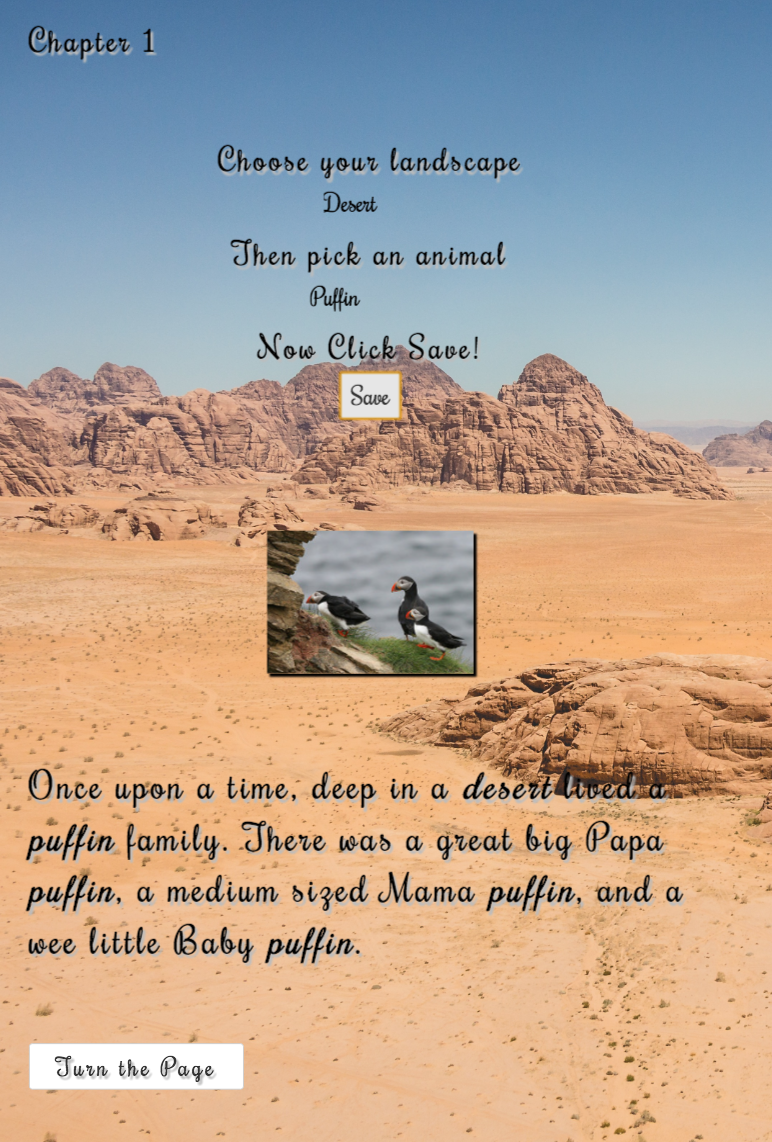 Chapter 1
Choose your landscape
Desert
Then pick an animal
Puffin
Now Click Save!
Save
Once upon a time, deep in a desert lived a
puffin family. There was a great big Papa
puffin, a medium sized Mama puffin, and a
wee little Baby puffin.
Turn the Page